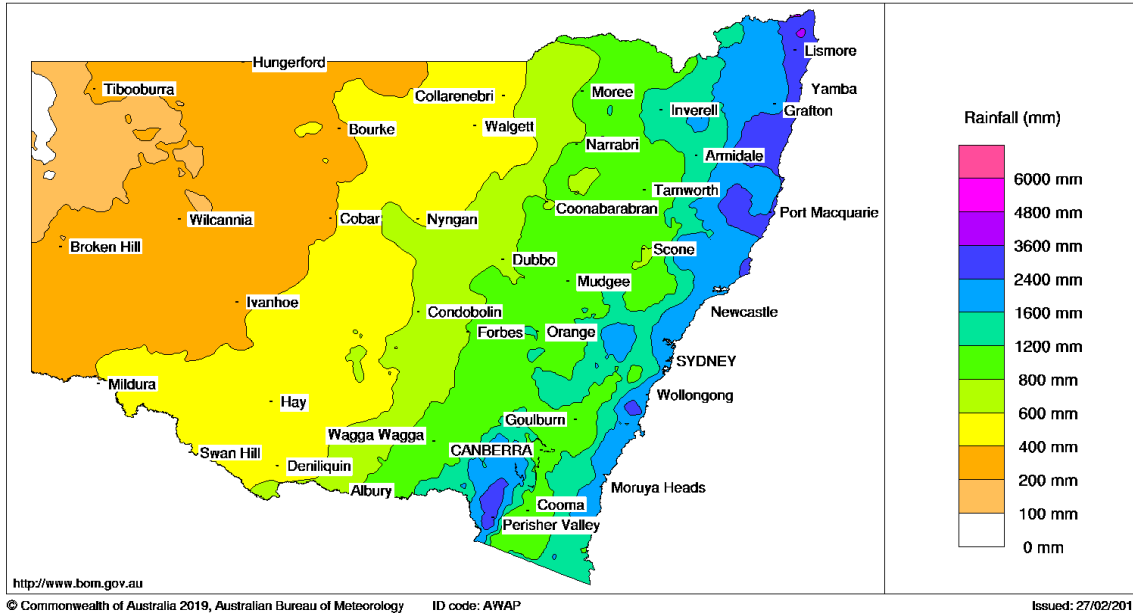 Hungerford
Tibooburra
Collarenebri
Moree
Lismore
Yamba
Inverell
Grafton
Bourke
Walgett
Narrabri
Armidale
Tamworth
Wilcannia
Cobar
Nyngan
Coonabarabran
Port Macquarie
Broken Hill
Scone
Dubbo
Mudgee
Ivanhoe
Condobolin
Newcastle
Forbes
Orange
SYDNEY
Mildura
Wollongong
Hay
Goulburn
Wagga Wagga
Swan Hill
CANBERRA
Deniliquin
Albury
Moruya Heads
Cooma
Perisher Valley
Rainfall (mm)
6000 mm
4800 mm
3600 mm
2400 mm
1600 mm
1200 mm
800 mm
600 mm
400 mm
200 mm
100 mm
0 mm
http://www.bom.gov.au
© Commonwealth of Australia 2019, Australian Bureau of Meteorology ID code: AWAP Issued: 27/02/201